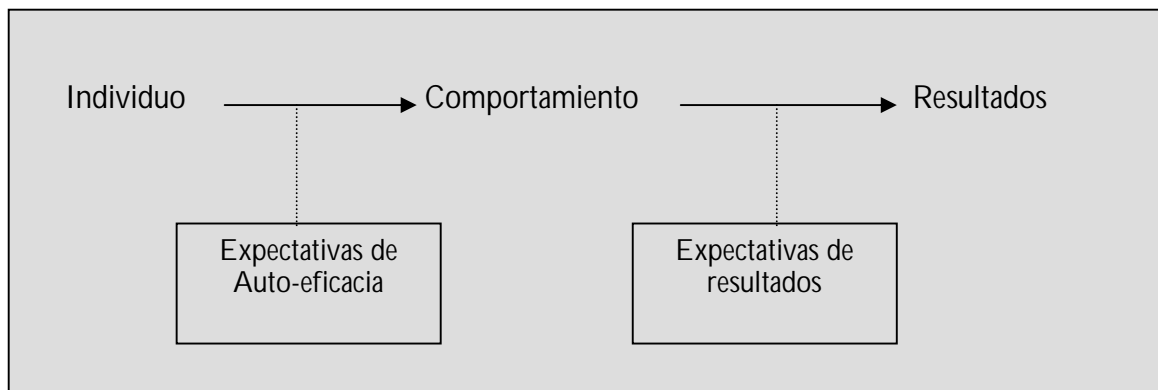 Individuo
Comportamiento
Resultados
Expectativas de
Auto-eficacia
Expectativas de
resultados